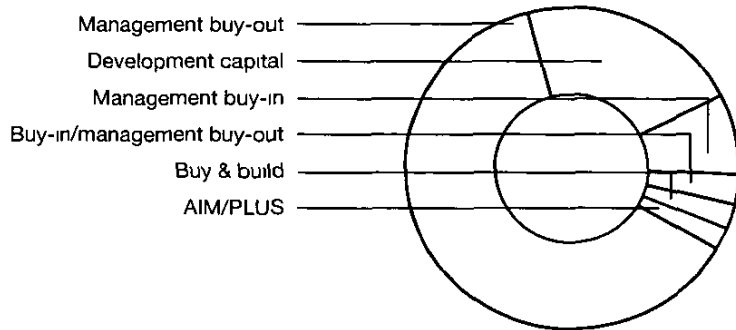 Management buy-out
Development capital
Management buy-in
Buy-in/management buy-out
Buy & build
AIM/PLUS